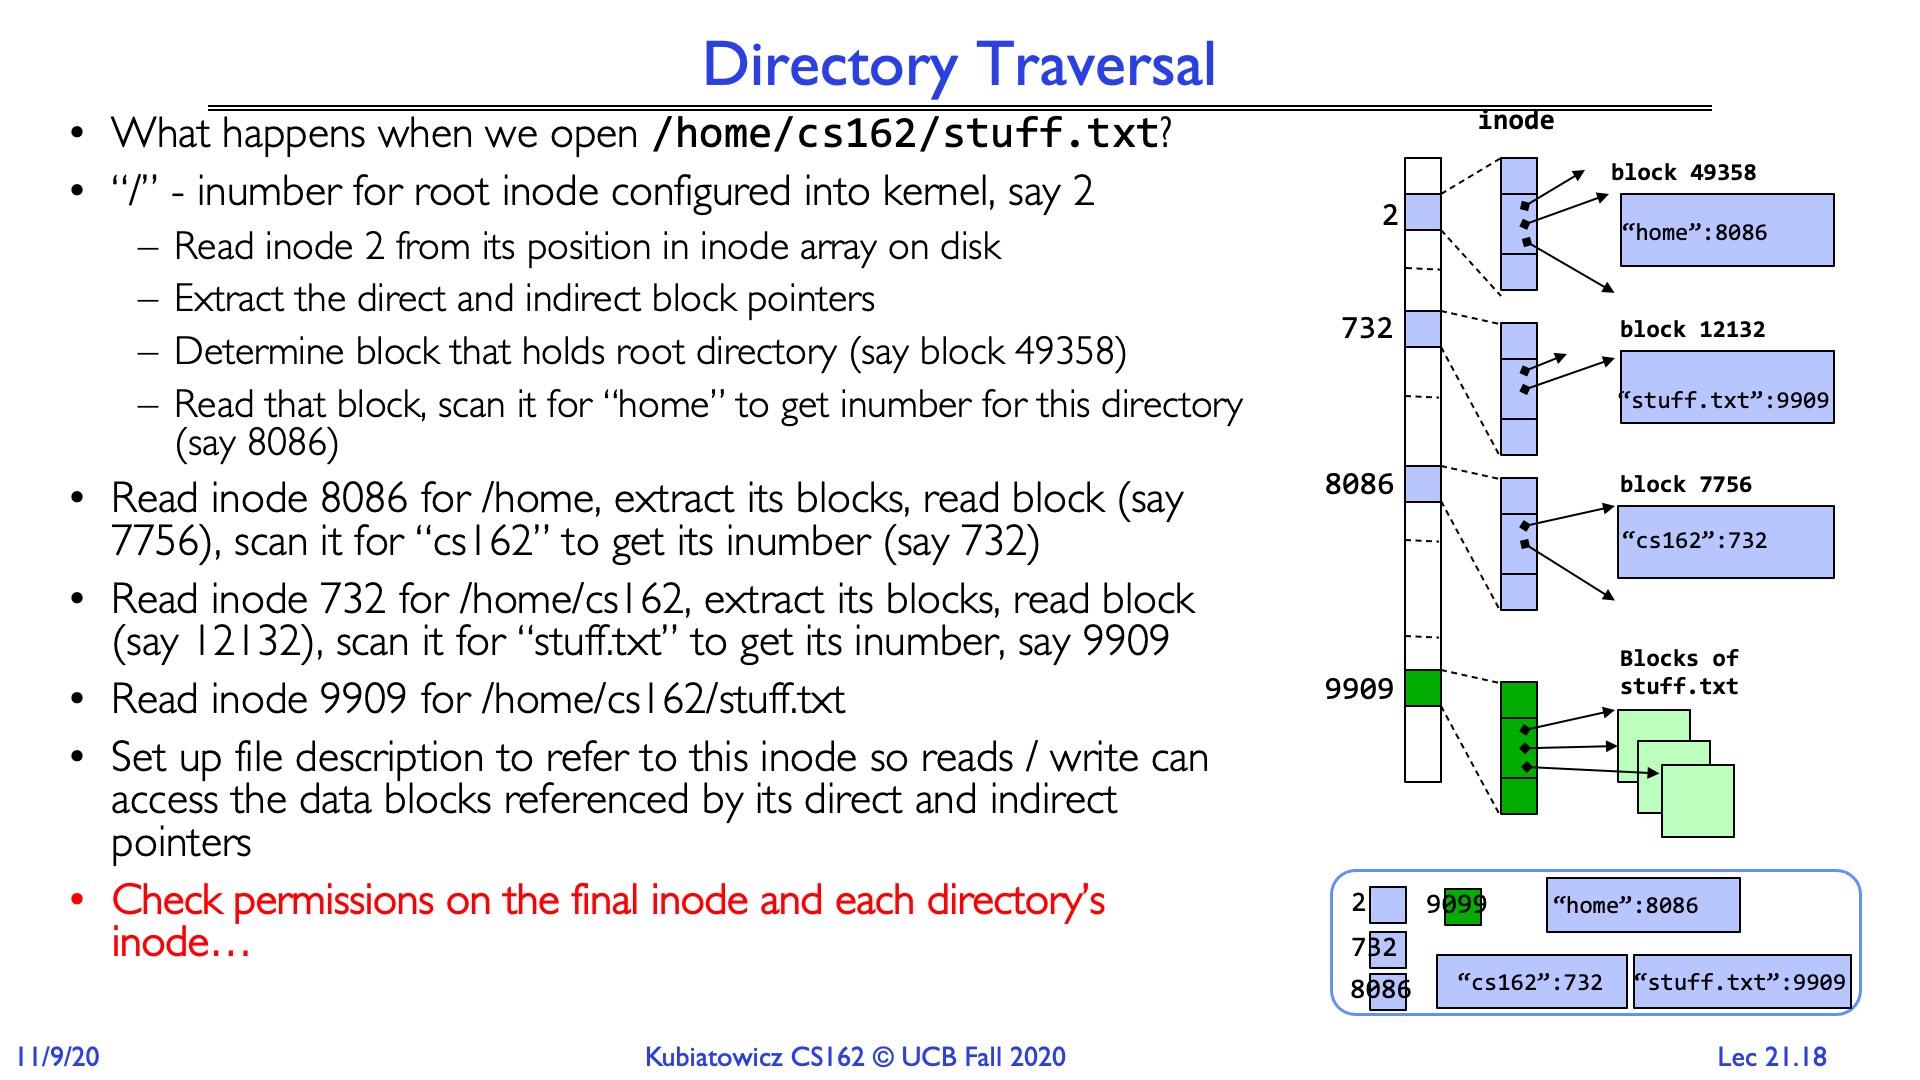 Directory Traversal
• What happens when we open /home/cs162/stuff.txt?
• “/” - inumber for root inode configured into kernel, say 2
– Read inode 2 from its position in inode array on disk
– Extract the direct and indirect block pointers
– Determine block that holds root directory (say block 49358)
– Read that block, scan it for “home” to get inumber for this directory
(say 8086)
• Read inode 8086 for /home, extract its blocks, read block (say
7756), scan it for “cs162” to get its inumber (say 732)
• Read inode 732 for /home/cs162, extract its blocks, read block
(say 12132), scan it for “stuff.txt” to get its inumber, say 9909
• Read inode 9909 for /home/cs162/stuff.txt
• Set up file description to refer to this inode so reads / write can
access the data blocks referenced by its direct and indirect
pointers
• Check permissions on the final inode and each directory’s
inode…
inode
block 49358
2
“home”:8086
732
block 12132
“stuff.txt”:9909
8086
block 7756
“cs162”:732
9909
Blocks of
stuff.txt
2
9099
“home”:8086
732
8086
“cs162”:732
“stuff.txt”:9909
11/9/20
Kubiatowicz CS162 © UCB Fall 2020
Lec 21.18